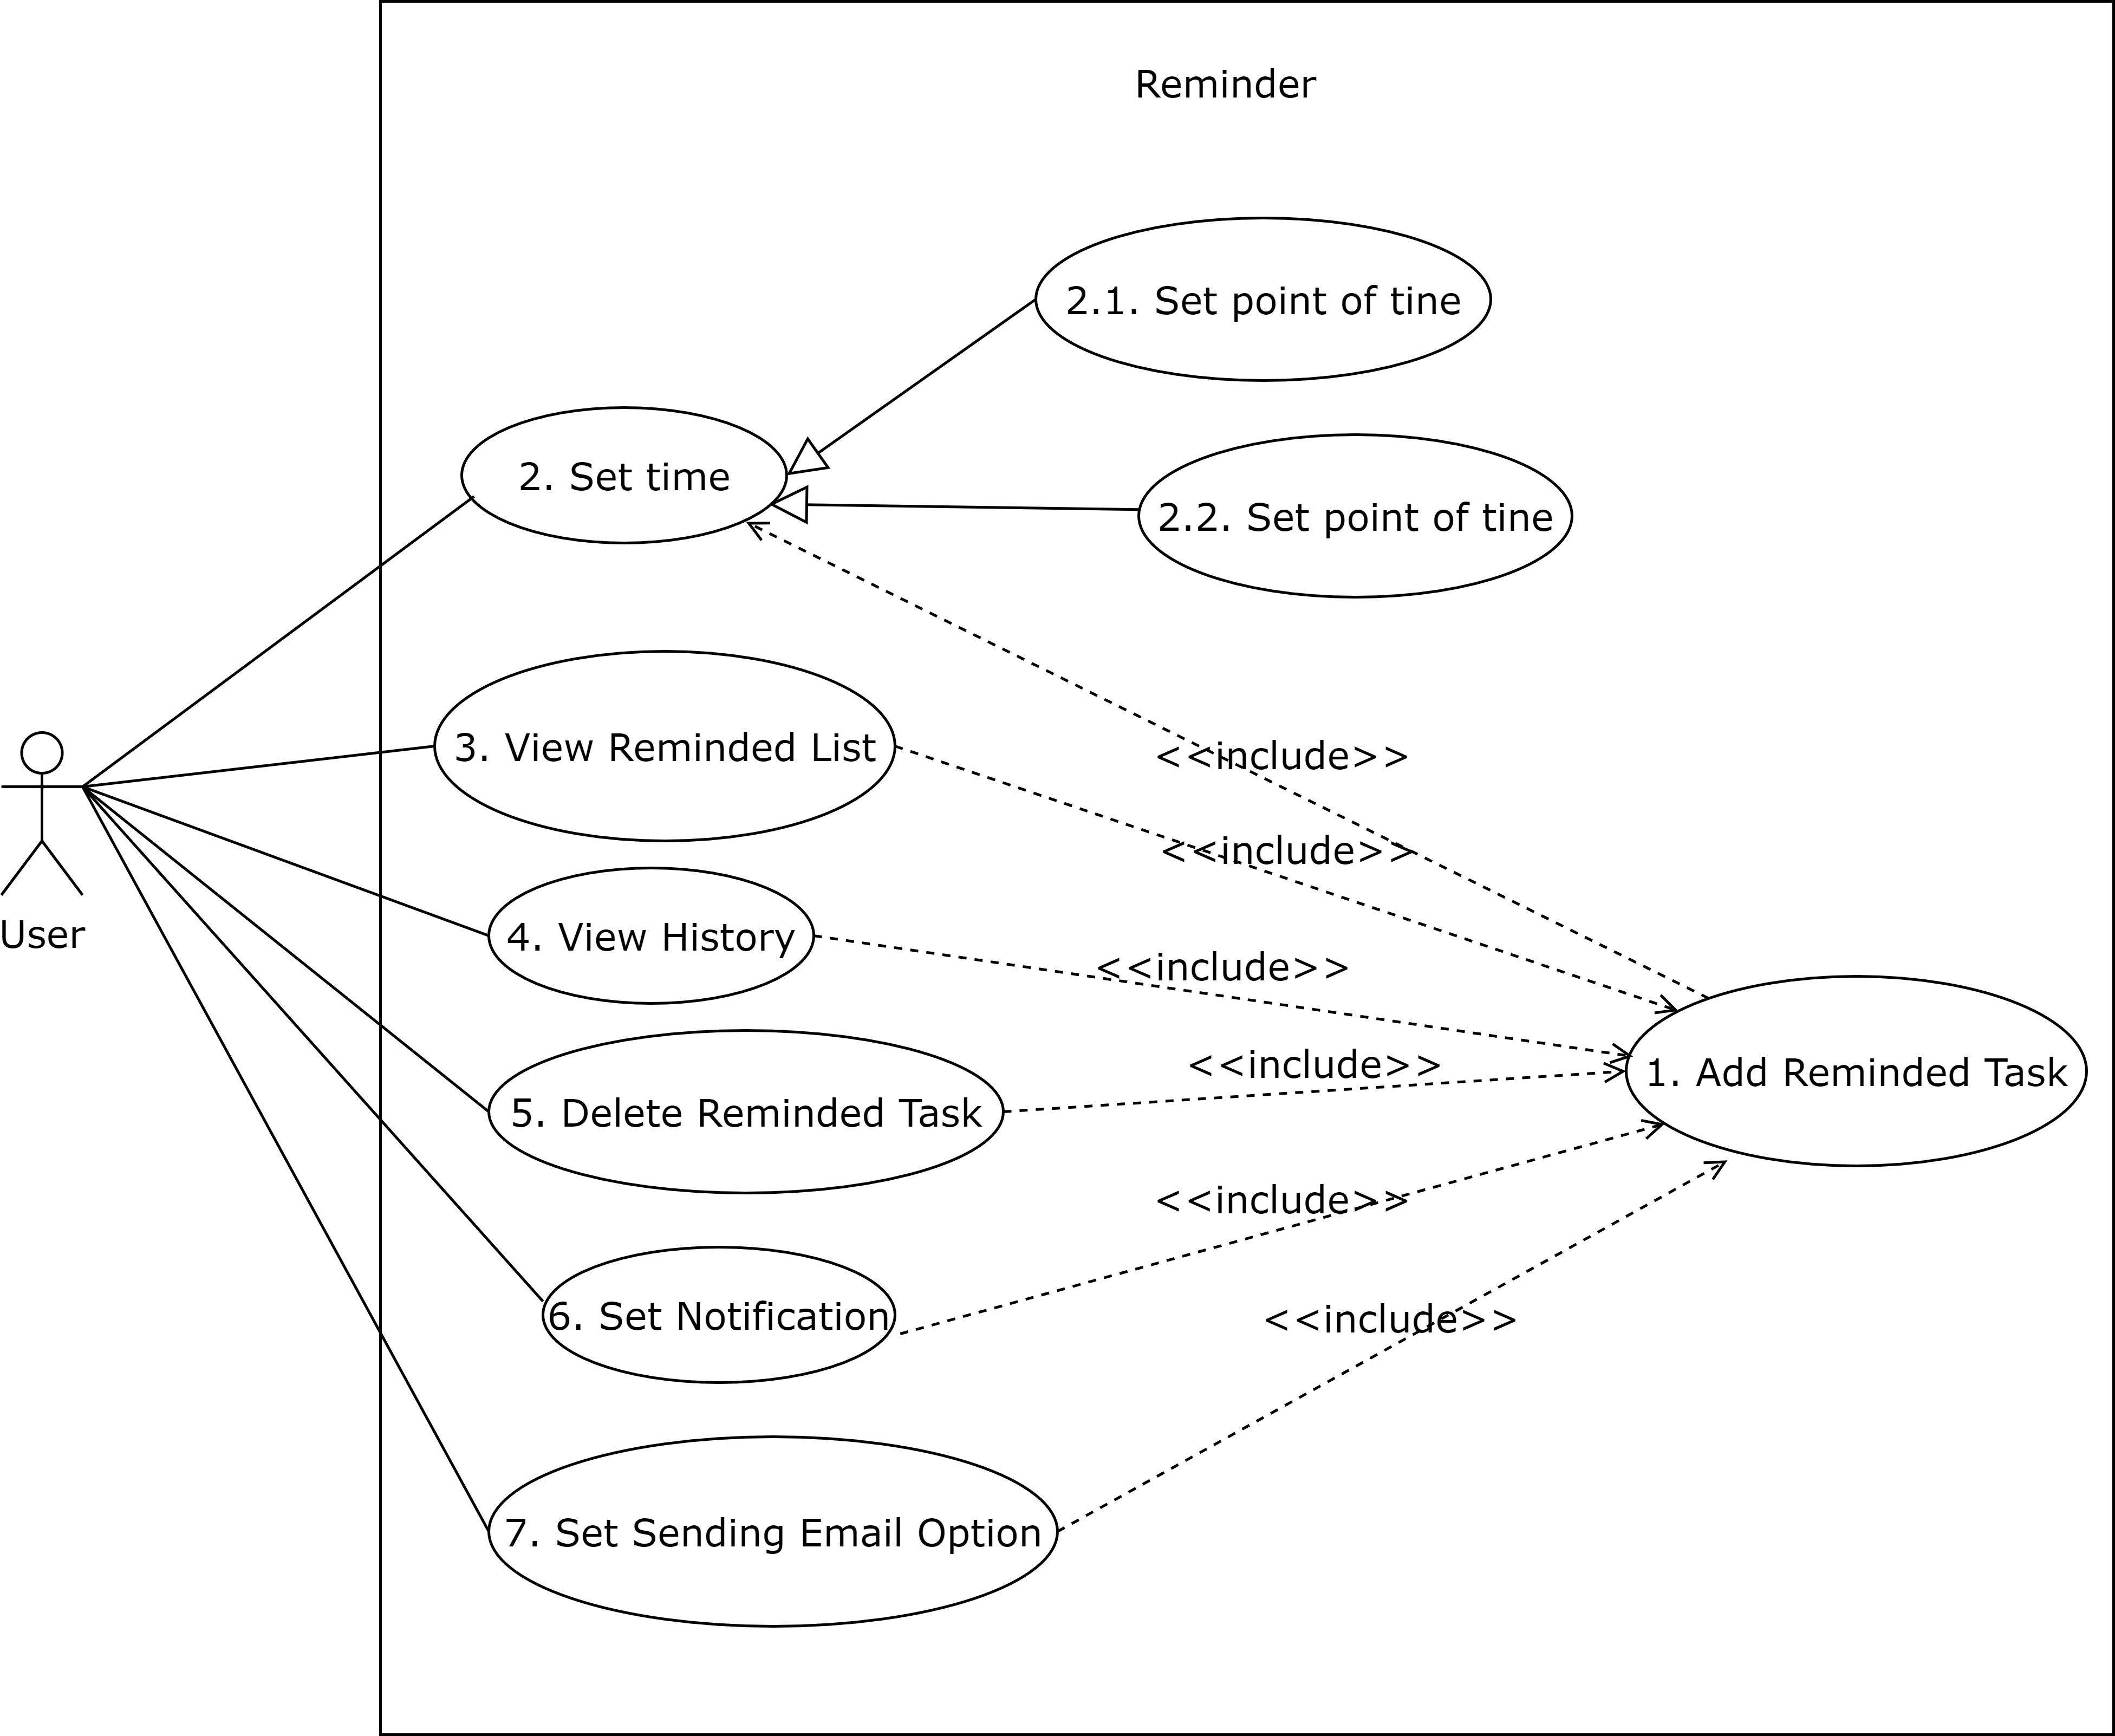 Reminder
2.1. Set point of tine
2. Set time
2.2. Set point of tine
3. View Reminded List
<<include>>
<<include>>
User
4. View History
<<include>>
<<include>>
1. Add Reminded Task
5. Delete Reminded Task
<<include>>
6. Set Notification
<<include>>
7. Set Sending Email Option